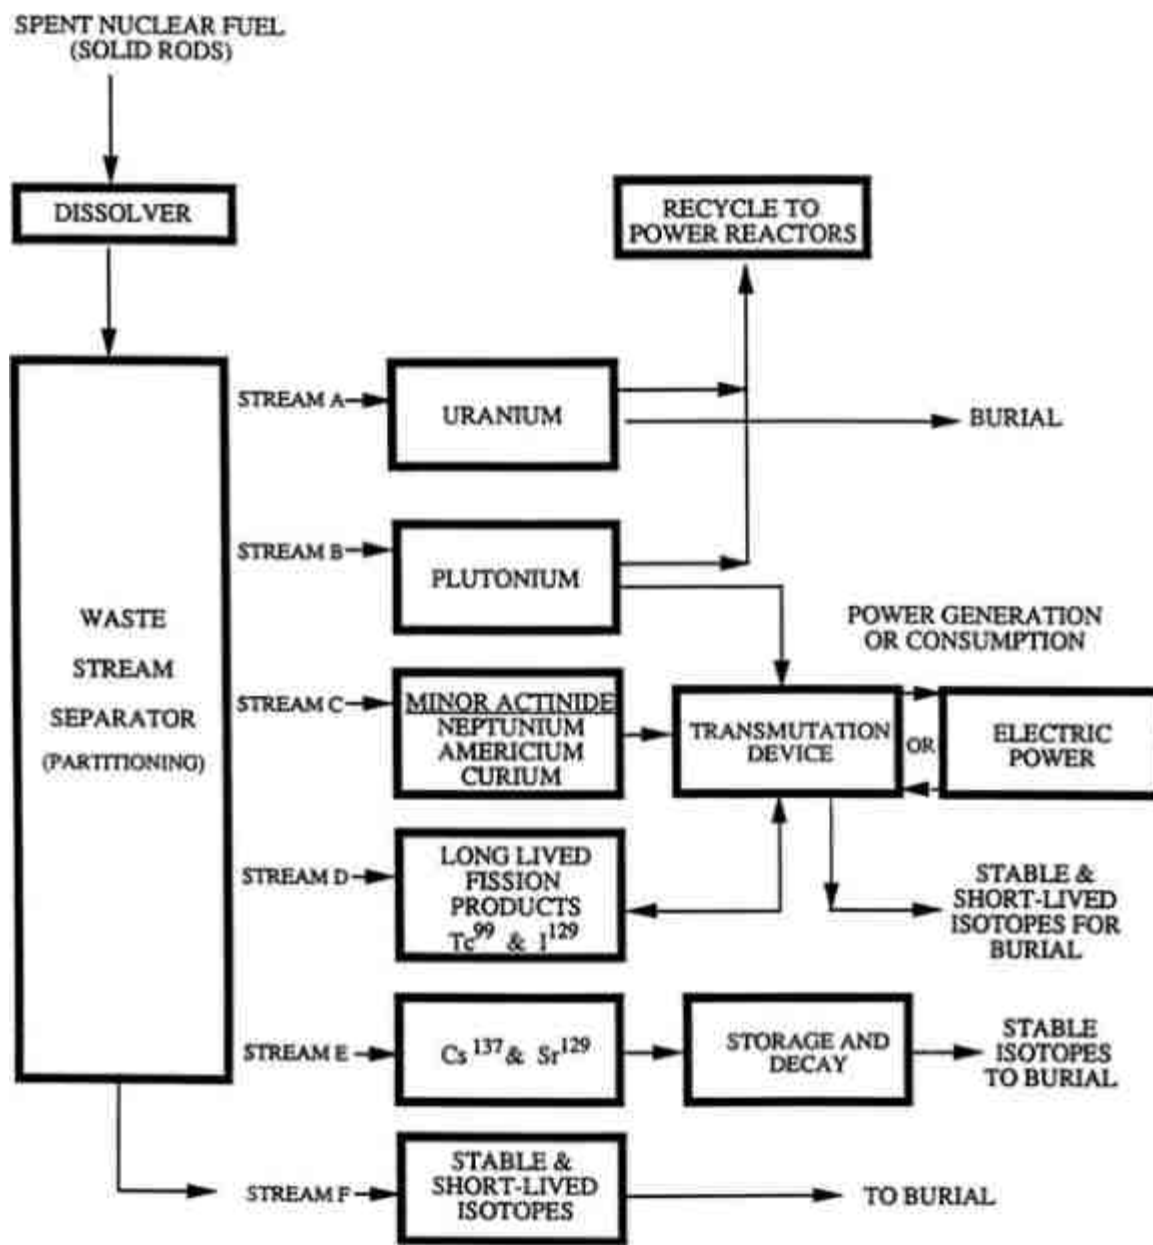 SPENT NUCLEAR FUEL
(SOLID RODS)
DISSOLVER
RECYCLE TO
POWER REACTORS
STREAM A
URANIUM
BURIAL
STREAM B
PLUTONIUM
WASTE
STREAM
SEPARATOR
(PARTITIONING)
POWER GENERATION
OR CONSUMPTION
STREAM C
MINOR ACTINIDE
NEPTUNIUM
AMERICIUM
CURIUM
TRANSMUTATION
DEVICE
OR
ELECTRIC
POWER
STREAM D
LONG LIVED
FISSION
PRODUCTS
Tc⁹⁹ & I¹²⁹
STABLE &
SHORT-LIVED
ISOTOPES FOR
BURIAL
STREAM E
Cs¹³⁷ & Sr¹²⁹
STORAGE AND
DECAY
STABLE
ISOTOPES
TO BURIAL
STREAM F
STABLE &
SHORT-LIVED
ISOTOPES
TO BURIAL